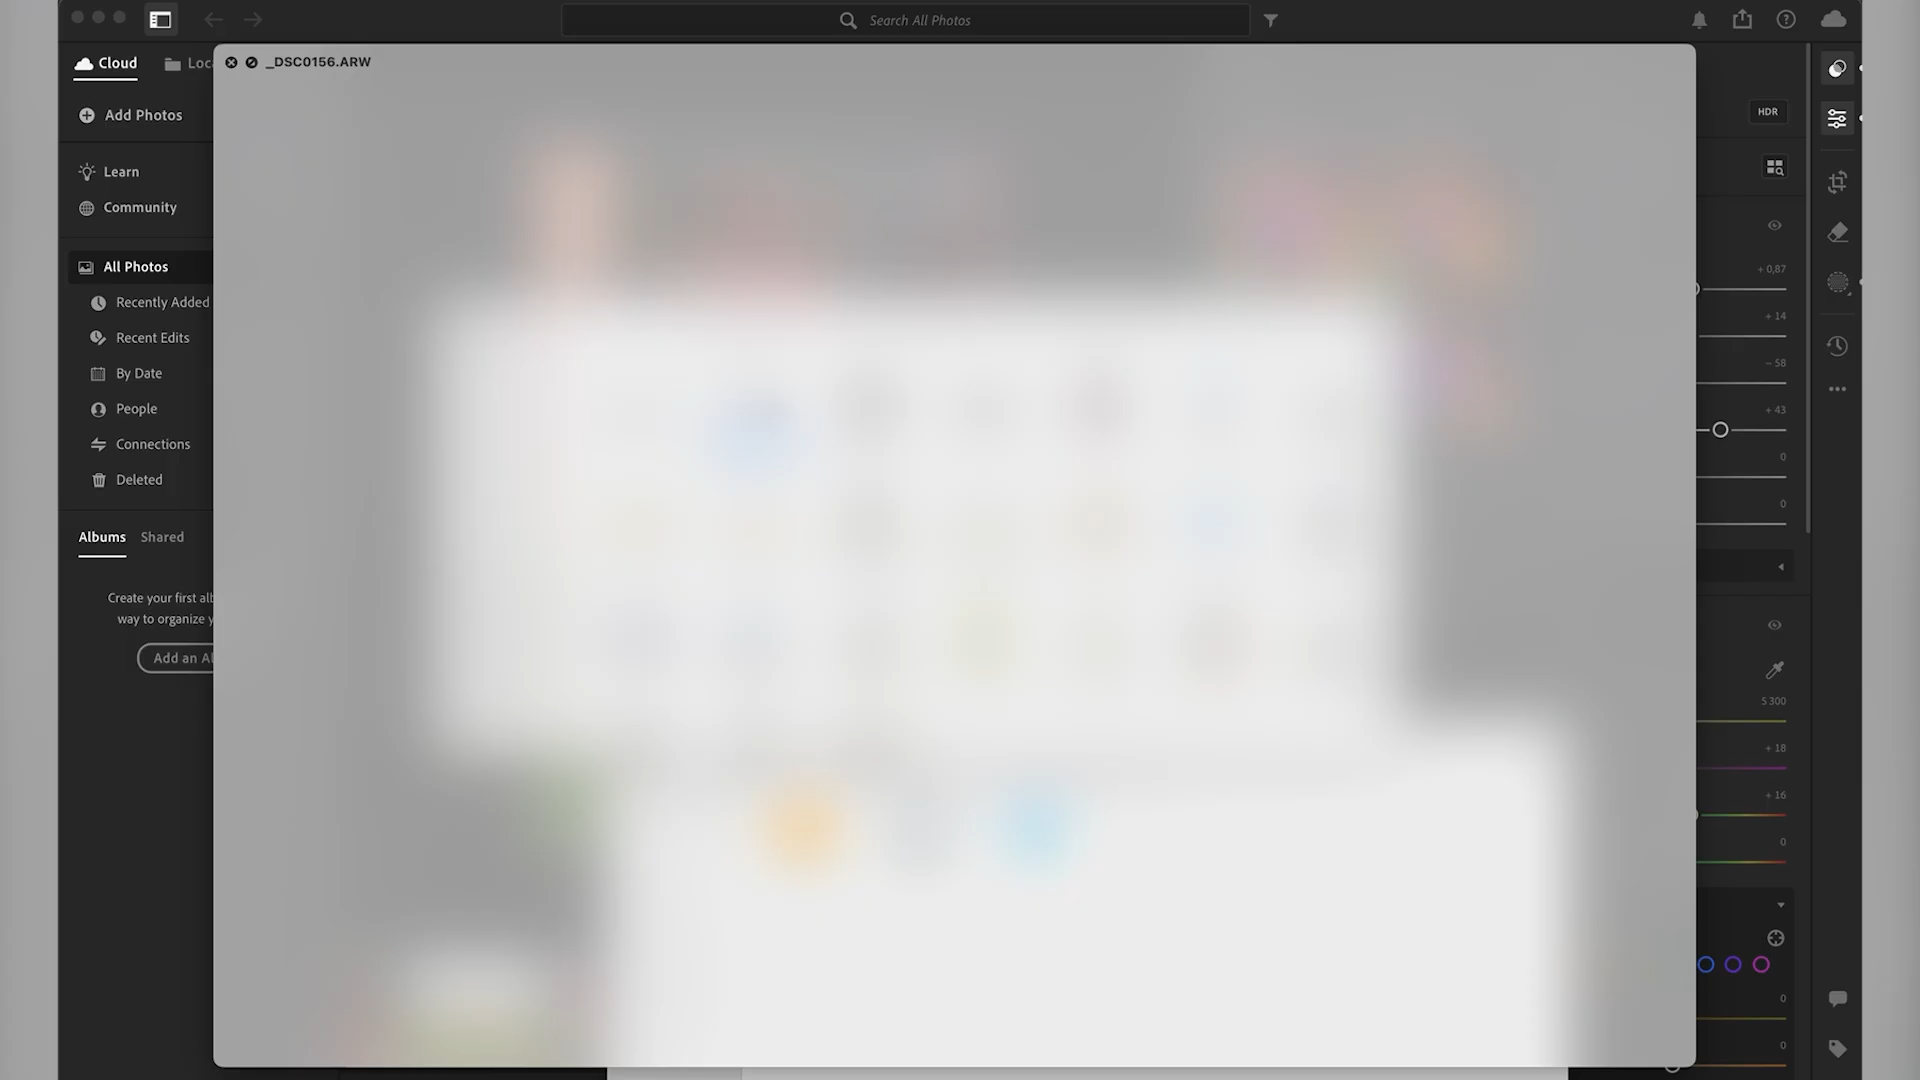 Search All Photos
Cloud
Loc
_DSC0156.ARW
Add Photos
HDR
Learn
Community
All Photos
+ 0,87
Recently Added
+ 14
Recent Edits
− 58
By Date
+ 43
People
0
Connections
0
Deleted
Albums
Shared
Create your first alb
way to organize y
Add an Al
5 300
+ 18
+ 16
0
0
0